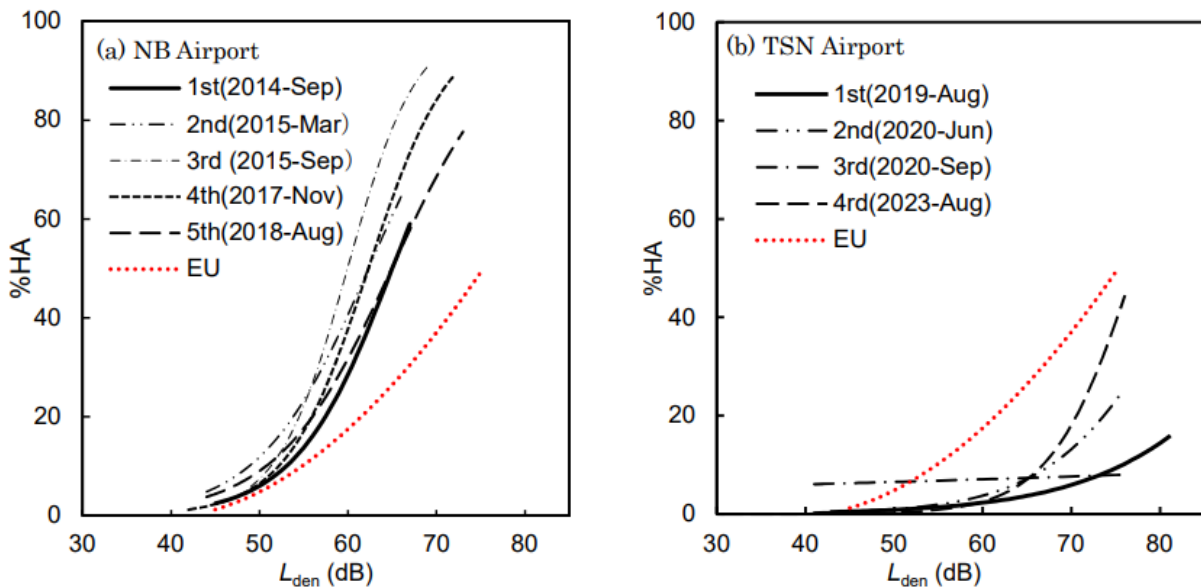 (a) NB Airport
1st(2014-Sep)
2nd(2015-Mar)
3rd (2015-Sep)
4th(2017-Nov)
5th(2018-Aug)
EU
%HA
100
80
60
40
20
0
30 40 50 60 70 80
Lden (dB)
(b) TSN Airport
1st(2019-Aug)
2nd(2020-Jun)
3rd(2020-Sep)
4rd(2023-Aug)
EU
%HA
100
80
60
40
20
0
30 40 50 60 70 80
Lden (dB)